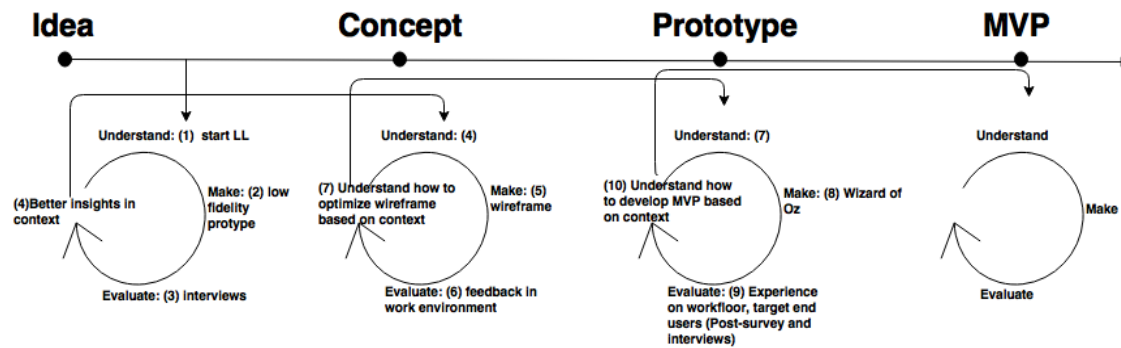 Idea
Concept
Prototype
MVP
Understand: (1) start LL
Make: (2) low
fidelity
protype
Evaluate: (3) interviews
(4)Better insights in
context
Understand: (4)
Make: (5)
wireframe
Evaluate: (6) feedback in
work environment
(7) Understand how to
optimize wireframe
based on context
Understand: (7)
Make: (8) Wizard of
Oz
Evaluate: (9) Experience
on workfloor, target end
users (Post-survey and
interviews)
(10) Understand how
to develop MVP based
on context
Understand
Make
Evaluate